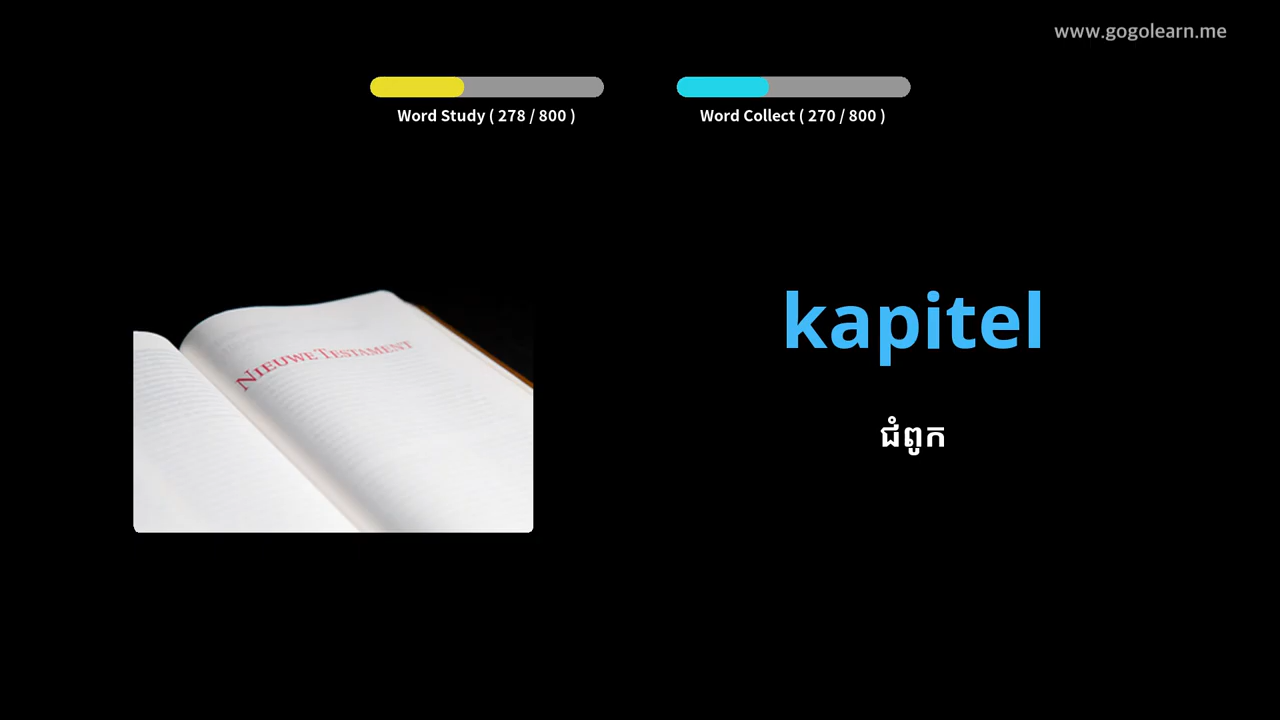 www.gogolearn.me
Word Study ( 278 / 800 )
Word Collect ( 270 / 800 )
NIEUWE TESTAMENT
kapitel
ជំពូក